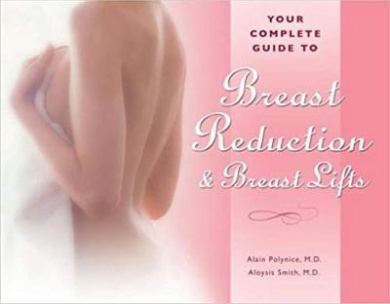 YOUR
COMPLETE
GUIDE TO
Breast
Reduction
& Breast Lifts
Alain Polynice, M.D.
Aloysis Smith, M.D.